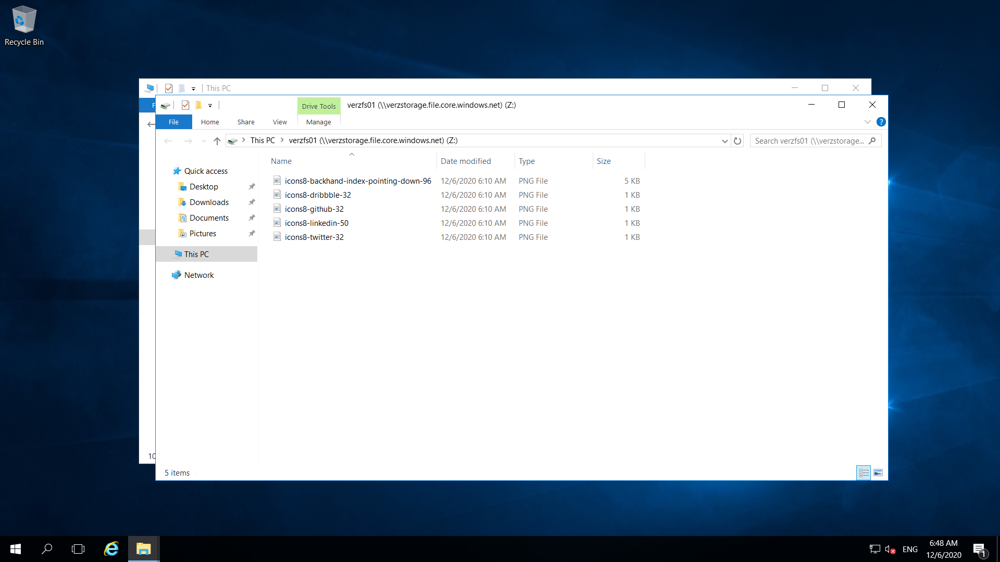 Recycle Bin
This PC
F
Drive Tools
verzfs01 (\\verzstorage.file.core.windows.net) (Z:)
File
Home
Share
View
Manage
This PC
verzfs01 (\\verzstorage.file.core.windows.net) (Z:)
Search verzfs01 (\\verzstorage...
Name
Date modified
Type
Size
Quick access
Desktop
Downloads
Documents
Pictures
This PC
Network
icons8-backhand-index-pointing-down-96 12/6/2020 6:10 AM PNG File 5 KB
icons8-dribbble-32 12/6/2020 6:10 AM PNG File 1 KB
icons8-github-32 12/6/2020 6:10 AM PNG File 1 KB
icons8-linkedin-50 12/6/2020 6:10 AM PNG File 1 KB
icons8-twitter-32 12/6/2020 6:10 AM PNG File 1 KB
10
5 items
ENG
6:48 AM
12/6/2020
1